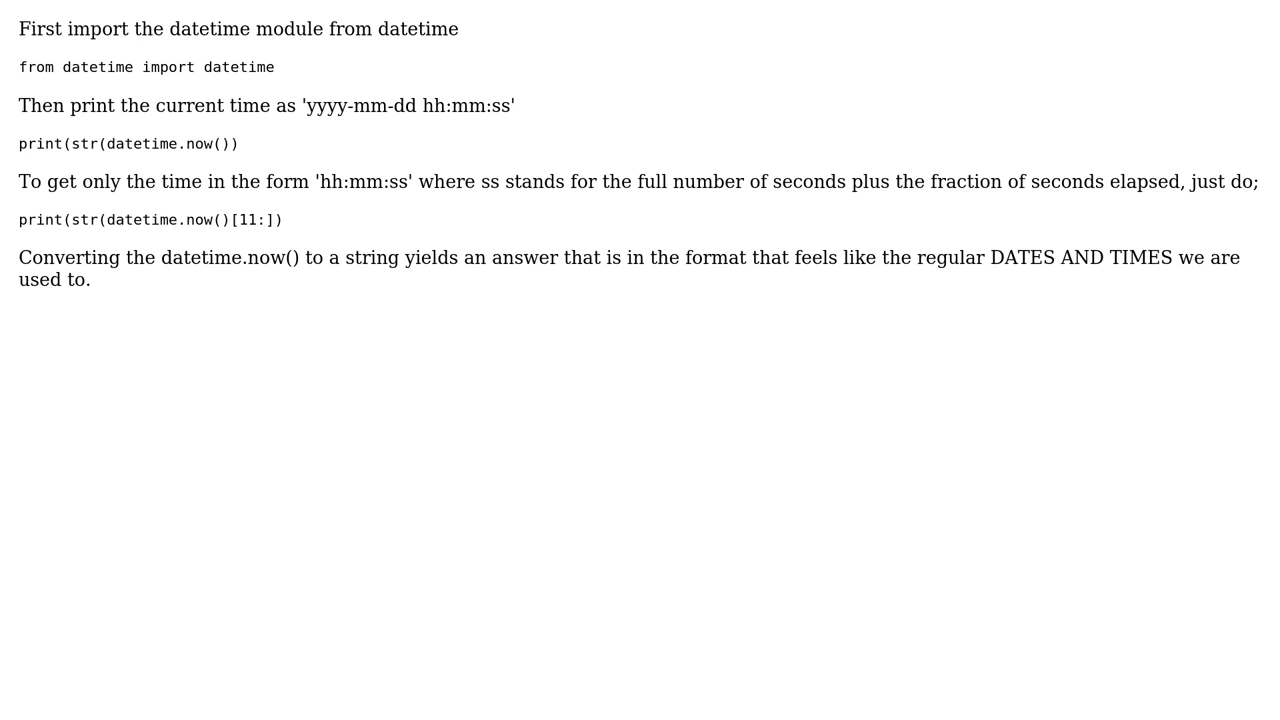 First import the datetime module from datetime
from datetime import datetime
Then print the current time as 'yyyy-mm-dd hh:mm:ss'
print(str(datetime.now())
To get only the time in the form 'hh:mm:ss' where ss stands for the full number of seconds plus the fraction of seconds elapsed, just do;
print(str(datetime.now()[11:])
Converting the datetime.now() to a string yields an answer that is in the format that feels like the regular DATES AND TIMES we are
used to.